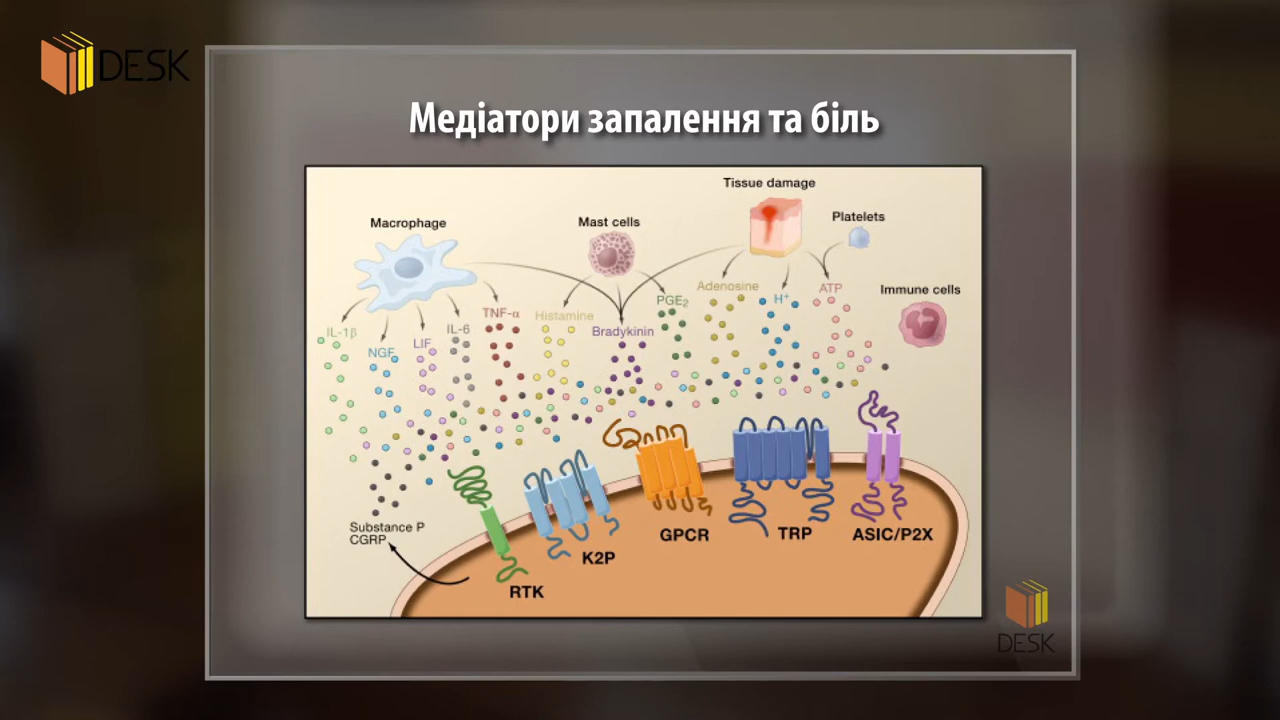 DESK
Медіатори запалення та біль
Tissue damage
Macrophage
Mast cells
Platelets
Immune cells
IL-1β
NGF
LIF
IL-6
TNF-α
Histamine
Bradykinin
PGE2
Adenosine
H+
ATP
Substance P
CGRP
RTK
K2P
GPCR
TRP
ASIC/P2X
DESK